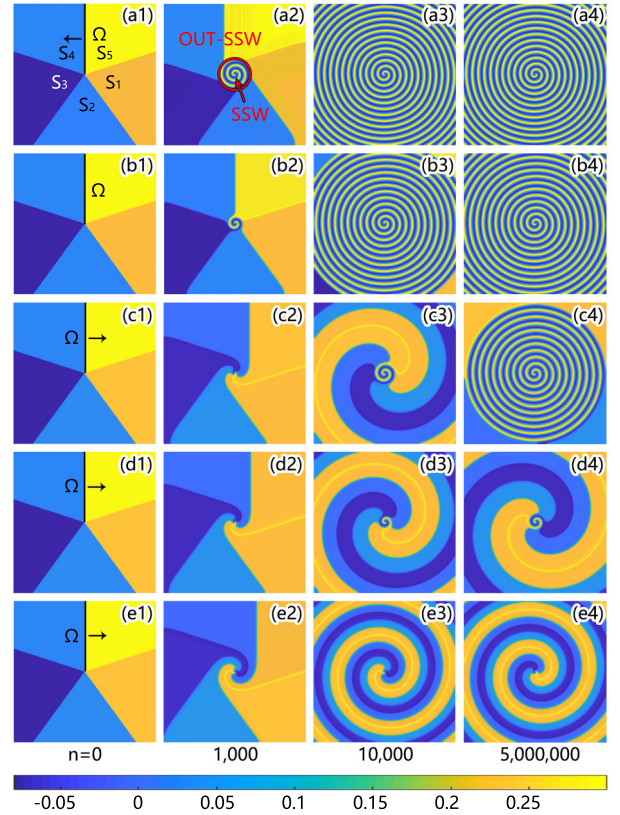 (a1) (a2) (a3) (a4)
Ω OUT-SSW
← S₅
S₄
S₃ S₁
S₂ SSW
(b1) (b2) (b3) (b4)
Ω
(c1) (c2) (c3) (c4)
Ω →
(d1) (d2) (d3) (d4)
Ω →
(e1) (e2) (e3) (e4)
Ω →
n=0 1,000 10,000 5,000,000
-0.05 0 0.05 0.1 0.15 0.2 0.25